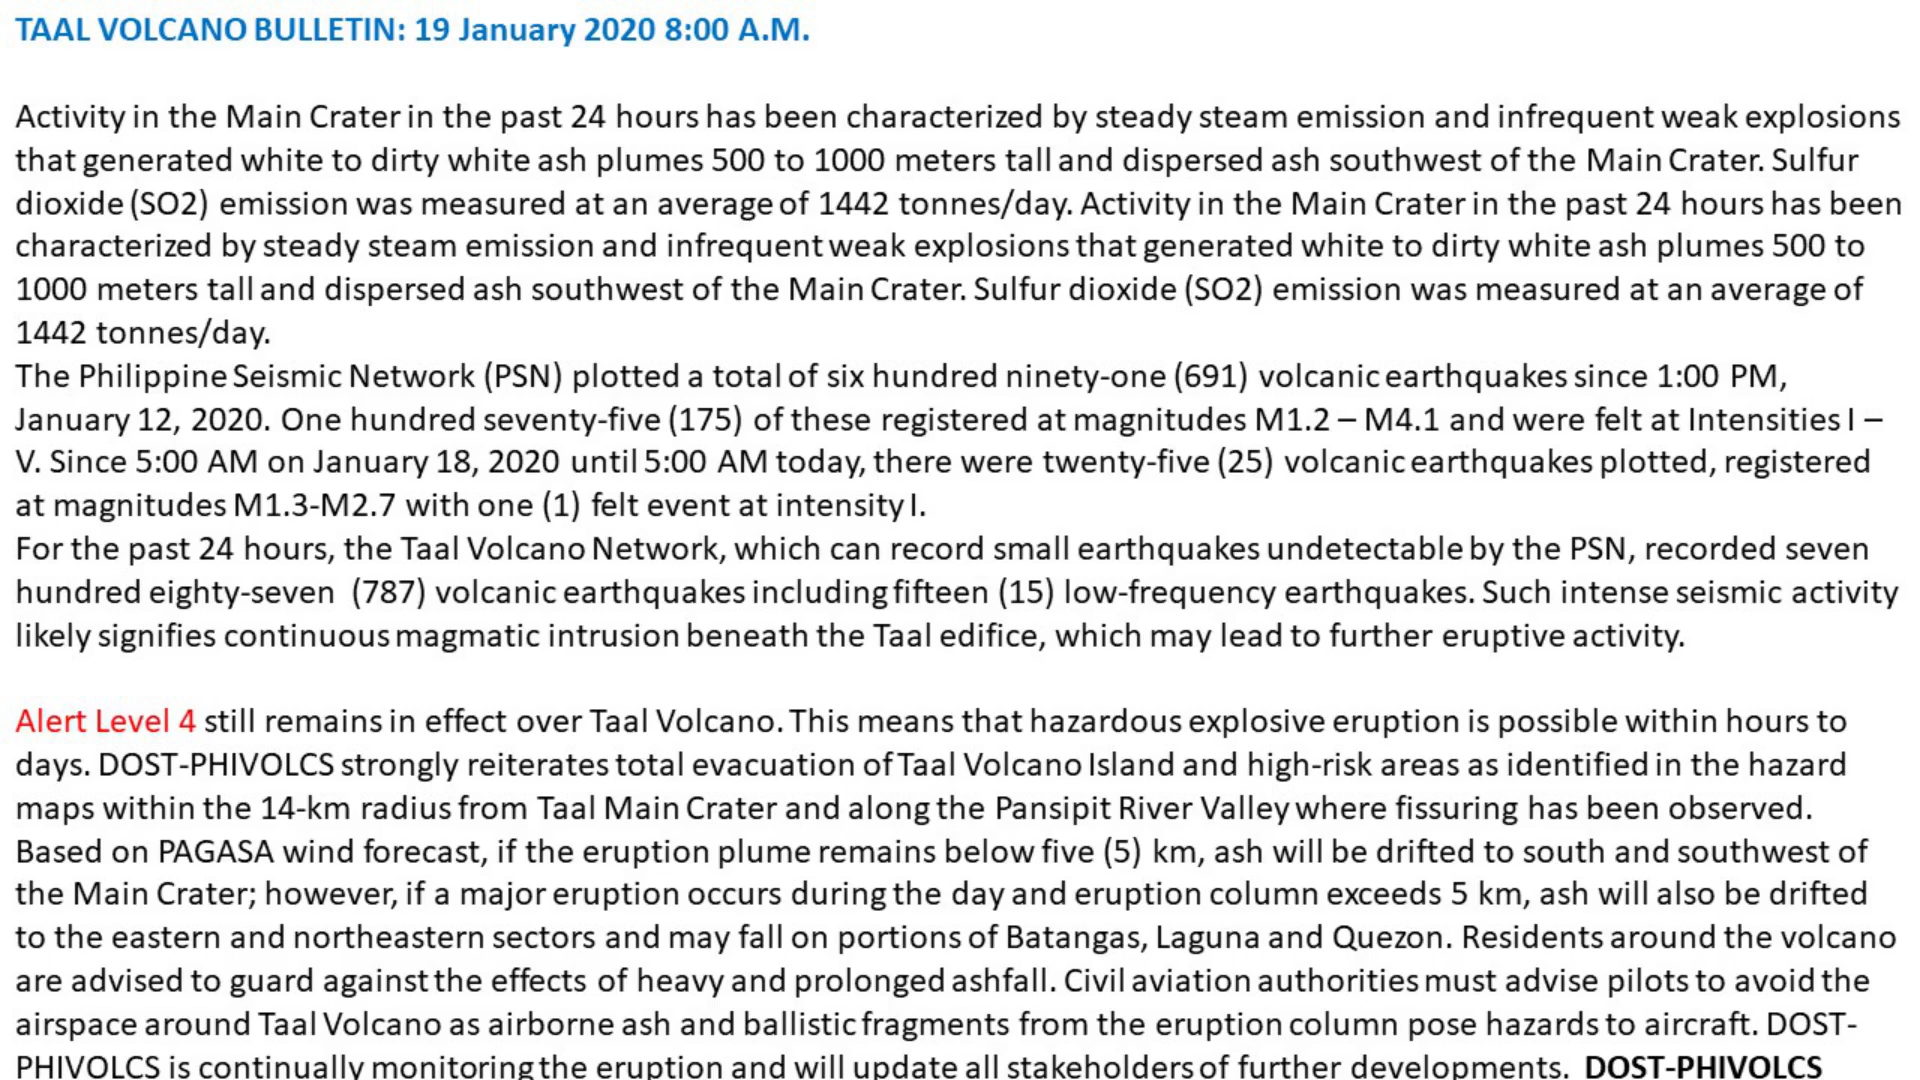 TAAL VOLCANO BULLETIN: 19 January 2020 8:00 A.M.
Activity in the Main Crater in the past 24 hours has been characterized by steady steam emission and infrequent weak explosions
that generated white to dirty white ash plumes 500 to 1000 meters tall and dispersed ash southwest of the Main Crater. Sulfur
dioxide (SO2) emission was measured at an average of 1442 tonnes/day. Activity in the Main Crater in the past 24 hours has been
characterized by steady steam emission and infrequent weak explosions that generated white to dirty white ash plumes 500 to
1000 meters tall and dispersed ash southwest of the Main Crater. Sulfur dioxide (SO2) emission was measured at an average of
1442 tonnes/day.
The Philippine Seismic Network (PSN) plotted a total of six hundred ninety-one (691) volcanic earthquakes since 1:00 PM,
January 12, 2020. One hundred seventy-five (175) of these registered at magnitudes M1.2 – M4.1 and were felt at Intensities I –
V. Since 5:00 AM on January 18, 2020 until 5:00 AM today, there were twenty-five (25) volcanic earthquakes plotted, registered
at magnitudes M1.3-M2.7 with one (1) felt event at intensity I.
For the past 24 hours, the Taal Volcano Network, which can record small earthquakes undetectable by the PSN, recorded seven
hundred eighty-seven (787) volcanic earthquakes including fifteen (15) low-frequency earthquakes. Such intense seismic activity
likely signifies continuous magmatic intrusion beneath the Taal edifice, which may lead to further eruptive activity.
Alert Level 4 still remains in effect over Taal Volcano. This means that hazardous explosive eruption is possible within hours to
days. DOST-PHIVOLCS strongly reiterates total evacuation of Taal Volcano Island and high-risk areas as identified in the hazard
maps within the 14-km radius from Taal Main Crater and along the Pansipit River Valley where fissuring has been observed.
Based on PAGASA wind forecast, if the eruption plume remains below five (5) km, ash will be drifted to south and southwest of
the Main Crater; however, if a major eruption occurs during the day and eruption column exceeds 5 km, ash will also be drifted
to the eastern and northeastern sectors and may fall on portions of Batangas, Laguna and Quezon. Residents around the volcano
are advised to guard against the effects of heavy and prolonged ashfall. Civil aviation authorities must advise pilots to avoid the
airspace around Taal Volcano as airborne ash and ballistic fragments from the eruption column pose hazards to aircraft. DOST-
PHIVOLCS is continually monitoring the eruption and will update all stakeholders of further developments. DOST-PHIVOLCS